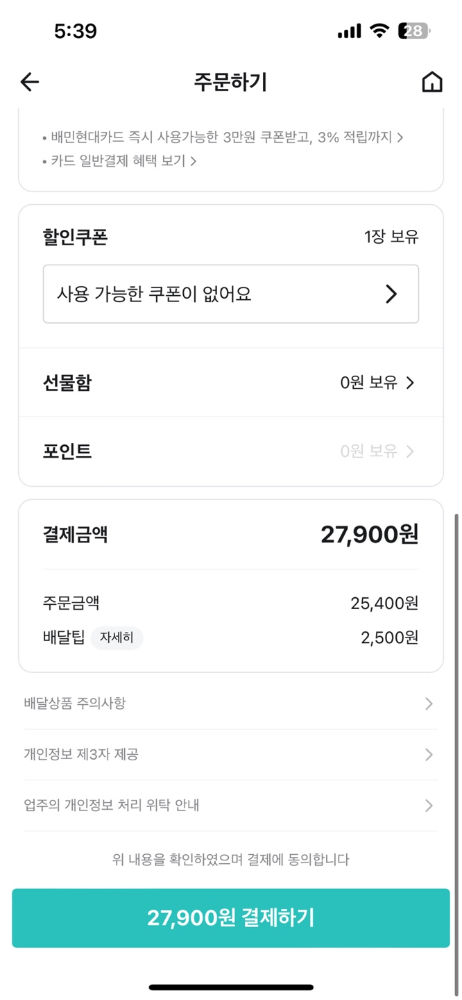 5:39
28
주문하기
• 배민현대카드 즉시 사용가능한 3만원 쿠폰받고, 3% 적립까지 >
• 카드 일반결제 혜택 보기 >
할인쿠폰 1장 보유
사용 가능한 쿠폰이 없어요
선물함 0원 보유 >
포인트 0원 보유 >
결제금액 27,900원
주문금액 25,400원
배달팁 자세히 2,500원
배달상품 주의사항
개인정보 제3자 제공
업주의 개인정보 처리 위탁 안내
위 내용을 확인하였으며 결제에 동의합니다
27,900원 결제하기